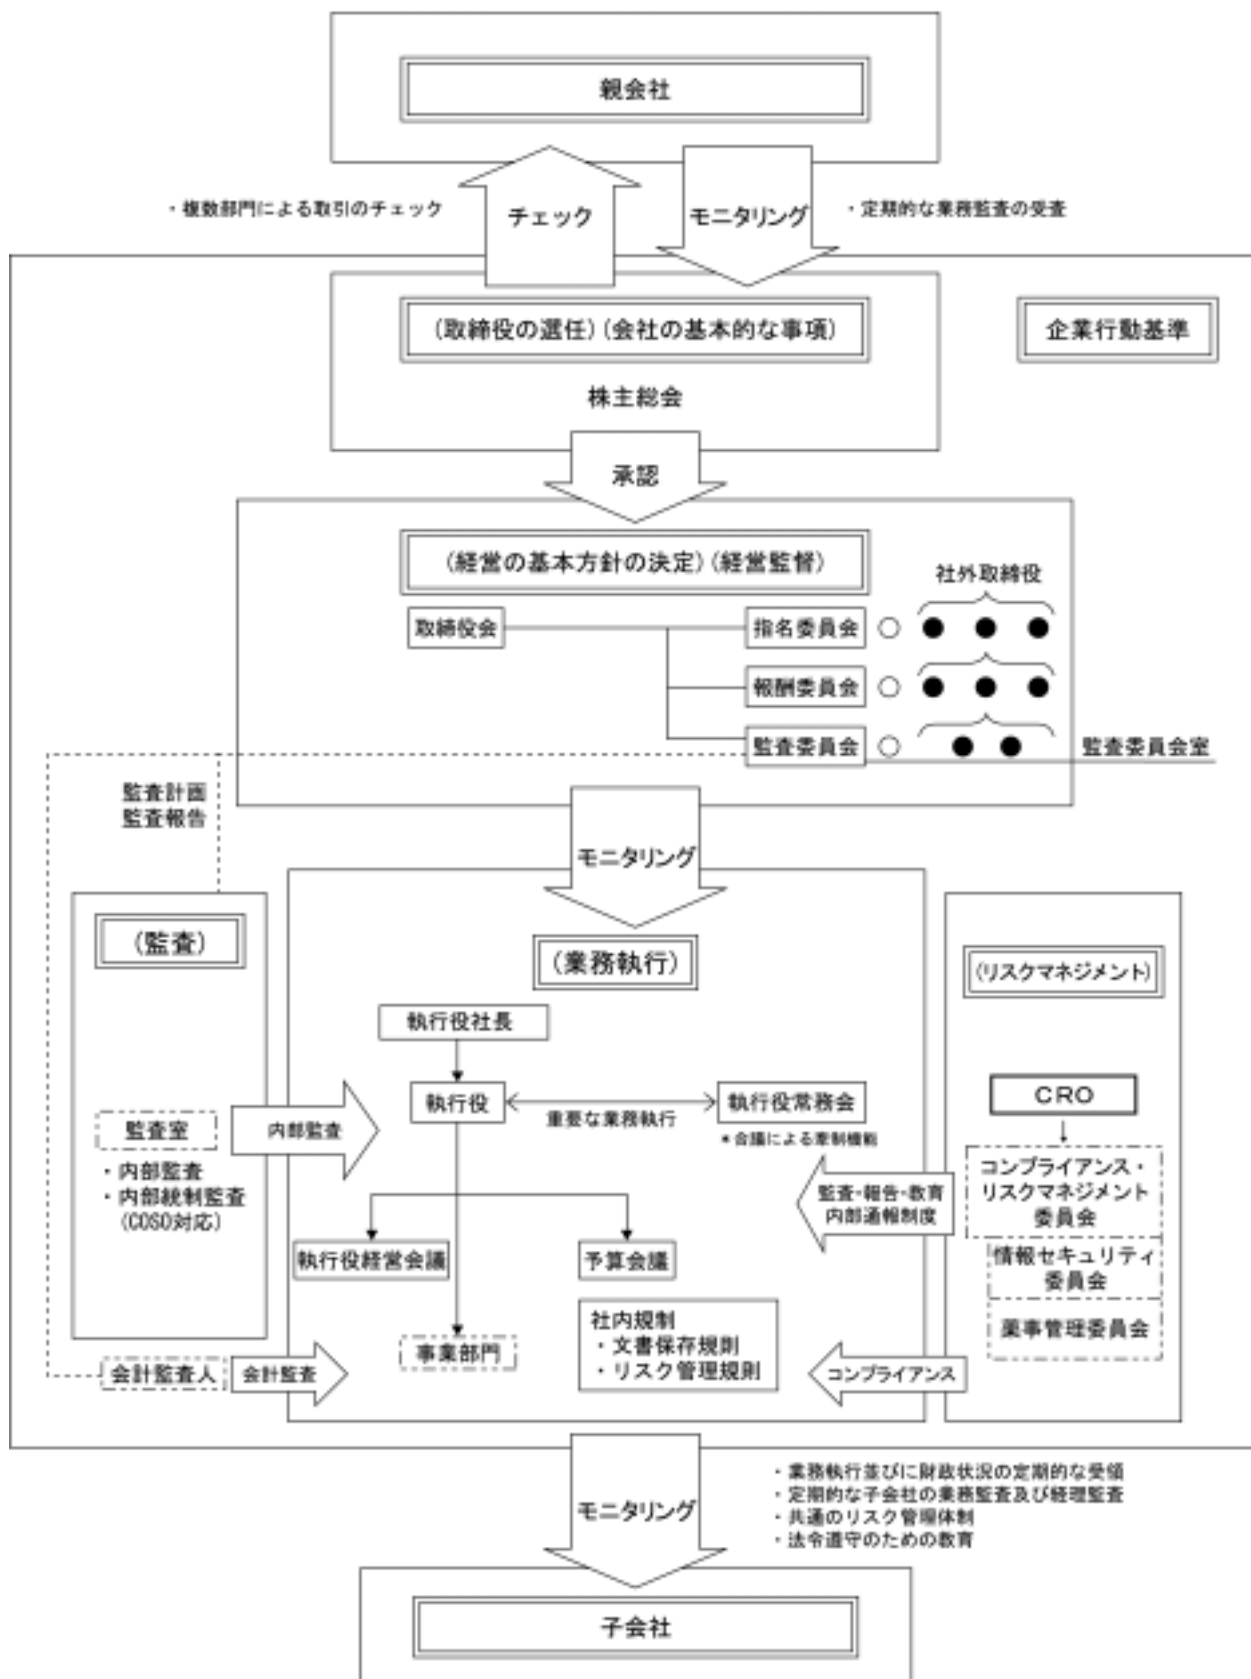 親会社
・複数部門による取引のチェック
チェック
モニタリング
・定期的な業務監査の受査
(取締役の選任)(会社の基本的な事項)
企業行動基準
株主総会
承認
(経営の基本方針の決定)(経営監督)
社外取締役
取締役会
指名委員会
報酬委員会
監査委員会
監査委員会室
監査計画
監査報告
モニタリング
(監査)
(業務執行)
(リスクマネジメント)
執行役社長
執行役
重要な業務執行
執行役常務会
*合議による牽制機能
CRO
監査室
内部監査
・内部監査
・内部統制監査
(COSO対応)
コンプライアンス・
リスクマネジメント
委員会
監査・報告・教育
内部通報制度
執行役経営会議
予算会議
情報セキュリティ
委員会
社内規制
・文書保存規則
・リスク管理規則
薬事管理委員会
事業部門
会計監査人
会計監査
コンプライアンス
モニタリング
・業務執行並びに財政状況の定期的な受領
・定期的な子会社の業務監査及び経理監査
・共通のリスク管理体制
・法令遵守のための教育
子会社